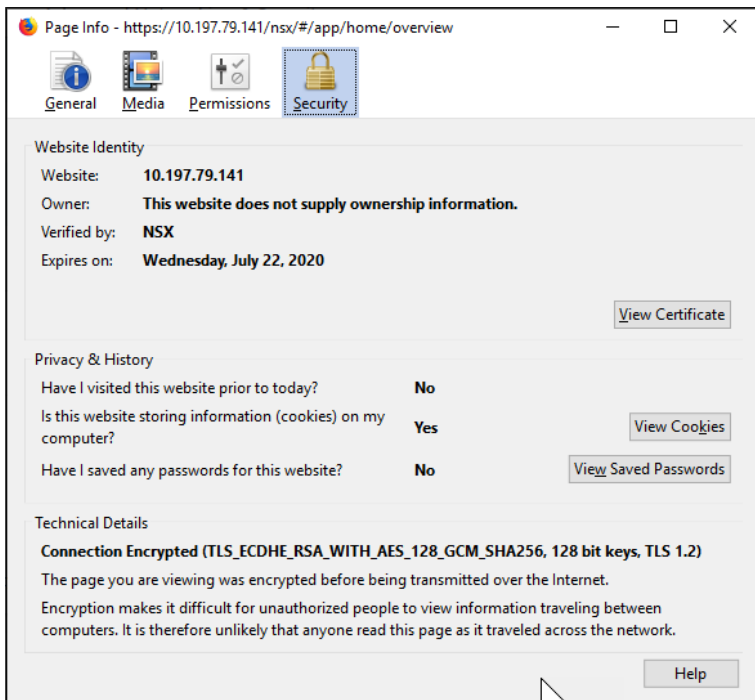 Page Info - https://10.197.79.141/nsx/#/app/home/overview
General Media Permissions Security
Website Identity
Website: 10.197.79.141
Owner: This website does not supply ownership information.
Verified by: NSX
Expires on: Wednesday, July 22, 2020
View Certificate
Privacy & History
Have I visited this website prior to today? No
Is this website storing information (cookies) on my
computer? Yes View Cookies
Have I saved any passwords for this website? No View Saved Passwords
Technical Details
Connection Encrypted (TLS_ECDHE_RSA_WITH_AES_128_GCM_SHA256, 128 bit keys, TLS 1.2)
The page you are viewing was encrypted before being transmitted over the Internet.
Encryption makes it difficult for unauthorized people to view information traveling between
computers. It is therefore unlikely that anyone read this page as it traveled across the network.
Help